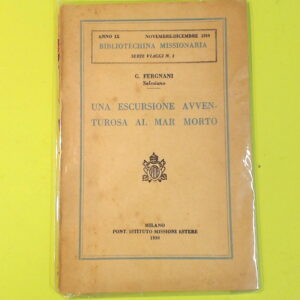 ANNO IX NOVEMBRE-DICEMBRE 1934
BIBLIOTECHINA MISSIONARIA
SERIE VIAGGI N. 4
G. FERGNANI
Salesiano
UNA ESCURSIONE AVVEN-
TUROSA AL MAR MORTO
MILANO
PONT. ISTITUTO MISSIONI ESTERE
1934